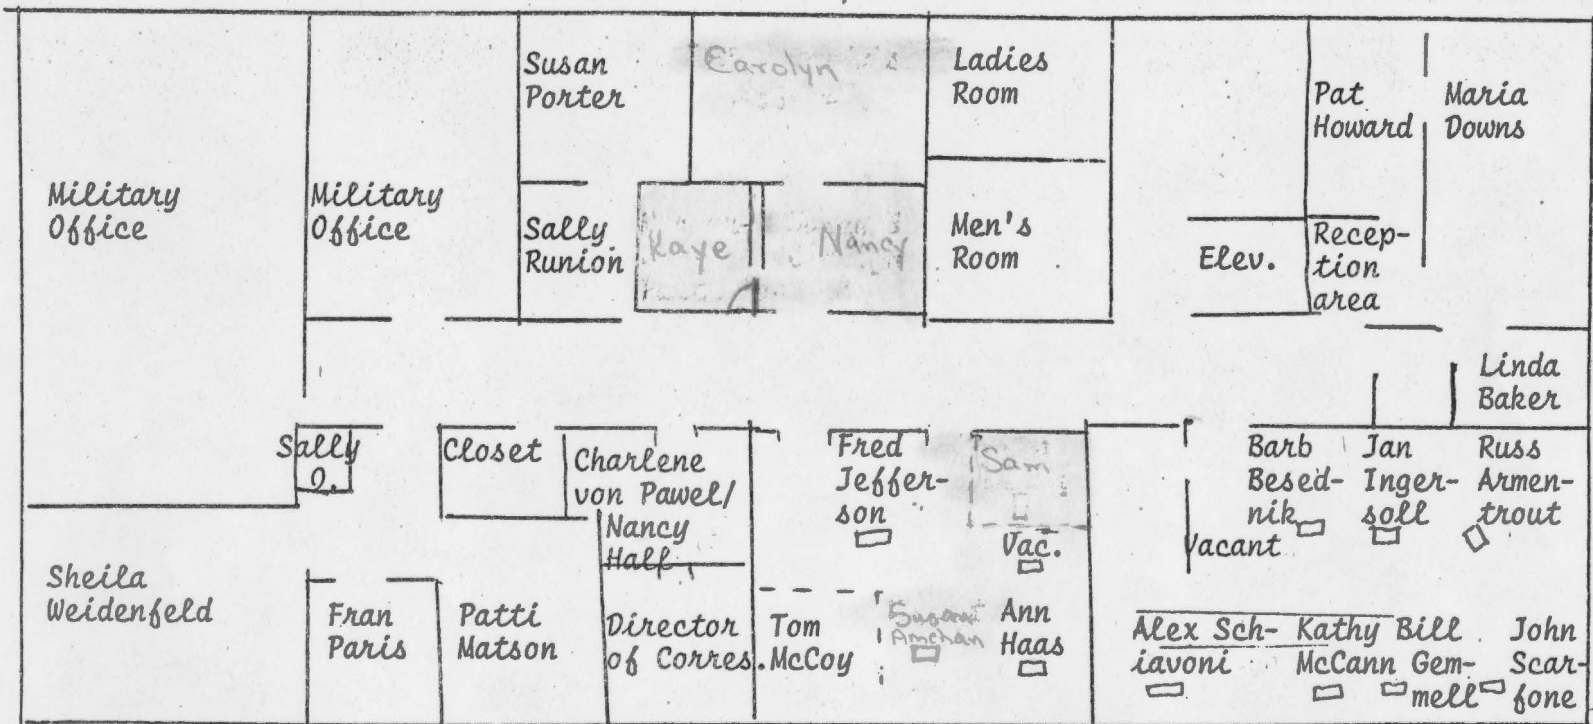 Susan
Porter
Carolyn
Ladies
Room
Pat
Howard
Maria
Downs
Military
Office
Military
Office
Sally
Runion
Kaye
Nancy
Men's
Room
Elev.
Recep-
tion
area
Linda
Baker
Sally
O.
Closet
Charlene
von Pawel/
Nancy
Hall
Fred
Jeffer-
son
Sam
Vac.
Vacant
Barb
Besed-
nik
Jan
Inger-
soll
Russ
Armen-
trout
Sheila
Weidenfeld
Fran
Paris
Patti
Matson
Director
of Corres.
Tom
McCoy
Susan
Amchan
Ann
Haas
Alex Sch-
iavoni
Kathy
McCann
Bill
Gem-
mell
John
Scar-
fone